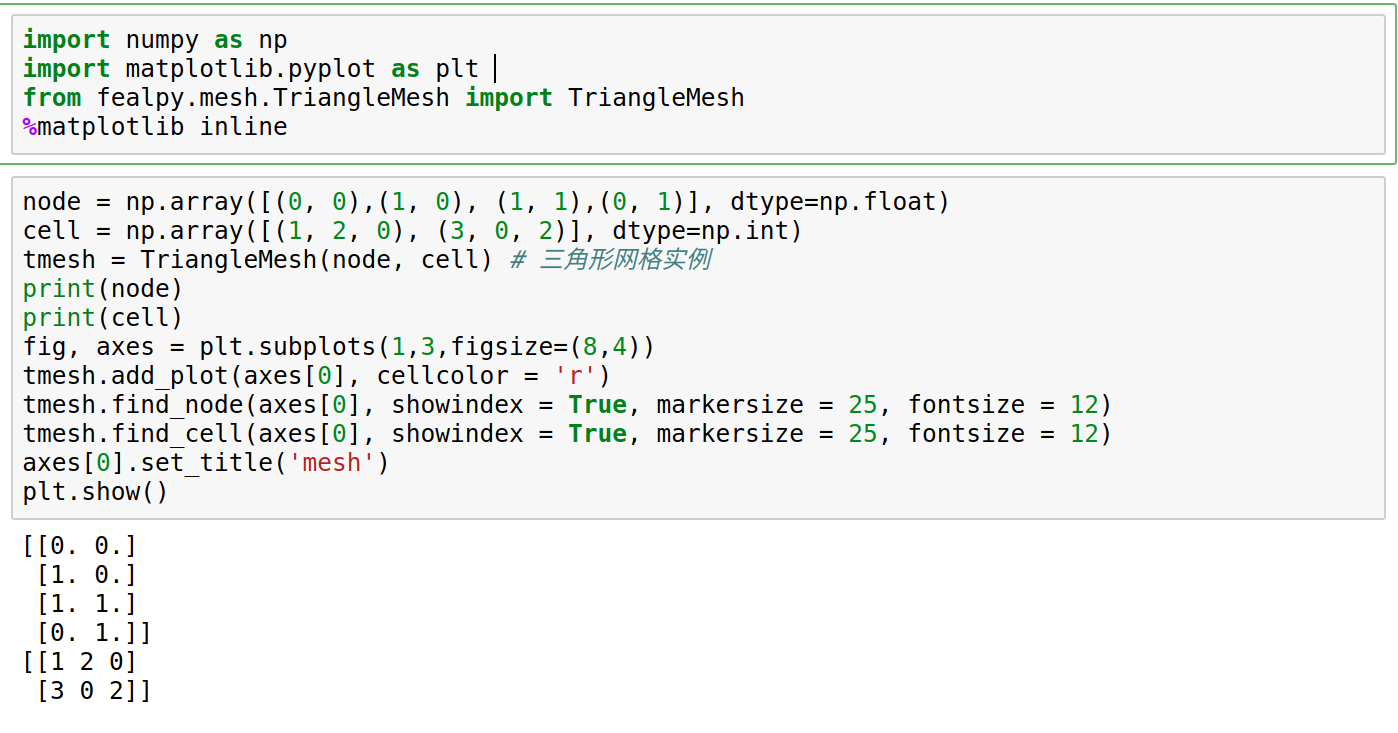 import numpy as np
import matplotlib.pyplot as plt
from fealpy.mesh.TriangleMesh import TriangleMesh
%matplotlib inline
node = np.array([(0, 0),(1, 0), (1, 1),(0, 1)], dtype=np.float)
cell = np.array([(1, 2, 0), (3, 0, 2)], dtype=np.int)
tmesh = TriangleMesh(node, cell) # 三角形网格实例
print(node)
print(cell)
fig, axes = plt.subplots(1,3,figsize=(8,4))
tmesh.add_plot(axes[0], cellcolor = 'r')
tmesh.find_node(axes[0], showindex = True, markersize = 25, fontsize = 12)
tmesh.find_cell(axes[0], showindex = True, markersize = 25, fontsize = 12)
axes[0].set_title('mesh')
plt.show()
[[0. 0.]
 [1. 0.]
 [1. 1.]
 [0. 1.]]
[[1 2 0]
 [3 0 2]]